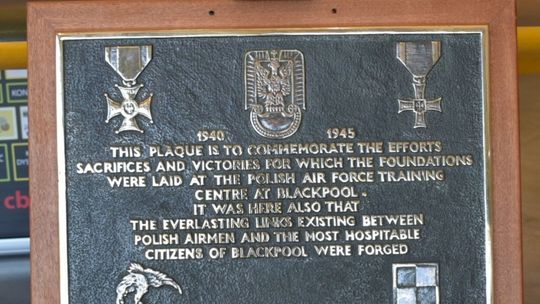 1940 1945
"THIS PLAQUE IS TO COMMEMORATE THE EFFORTS
SACRIFICES AND VICTORIES FOR WHICH THE FOUNDATIONS
WERE LAID AT THE POLISH AIR FORCE TRAINING
CENTRE AT BLACKPOOL -
IT WAS HERE ALSO THAT
THE EVERLASTING LINKS EXISTING BETWEEN
POLISH AIRMEN AND THE MOST HOSPITABLE
CITIZENS OF BLACKPOOL WERE FORGED
cb